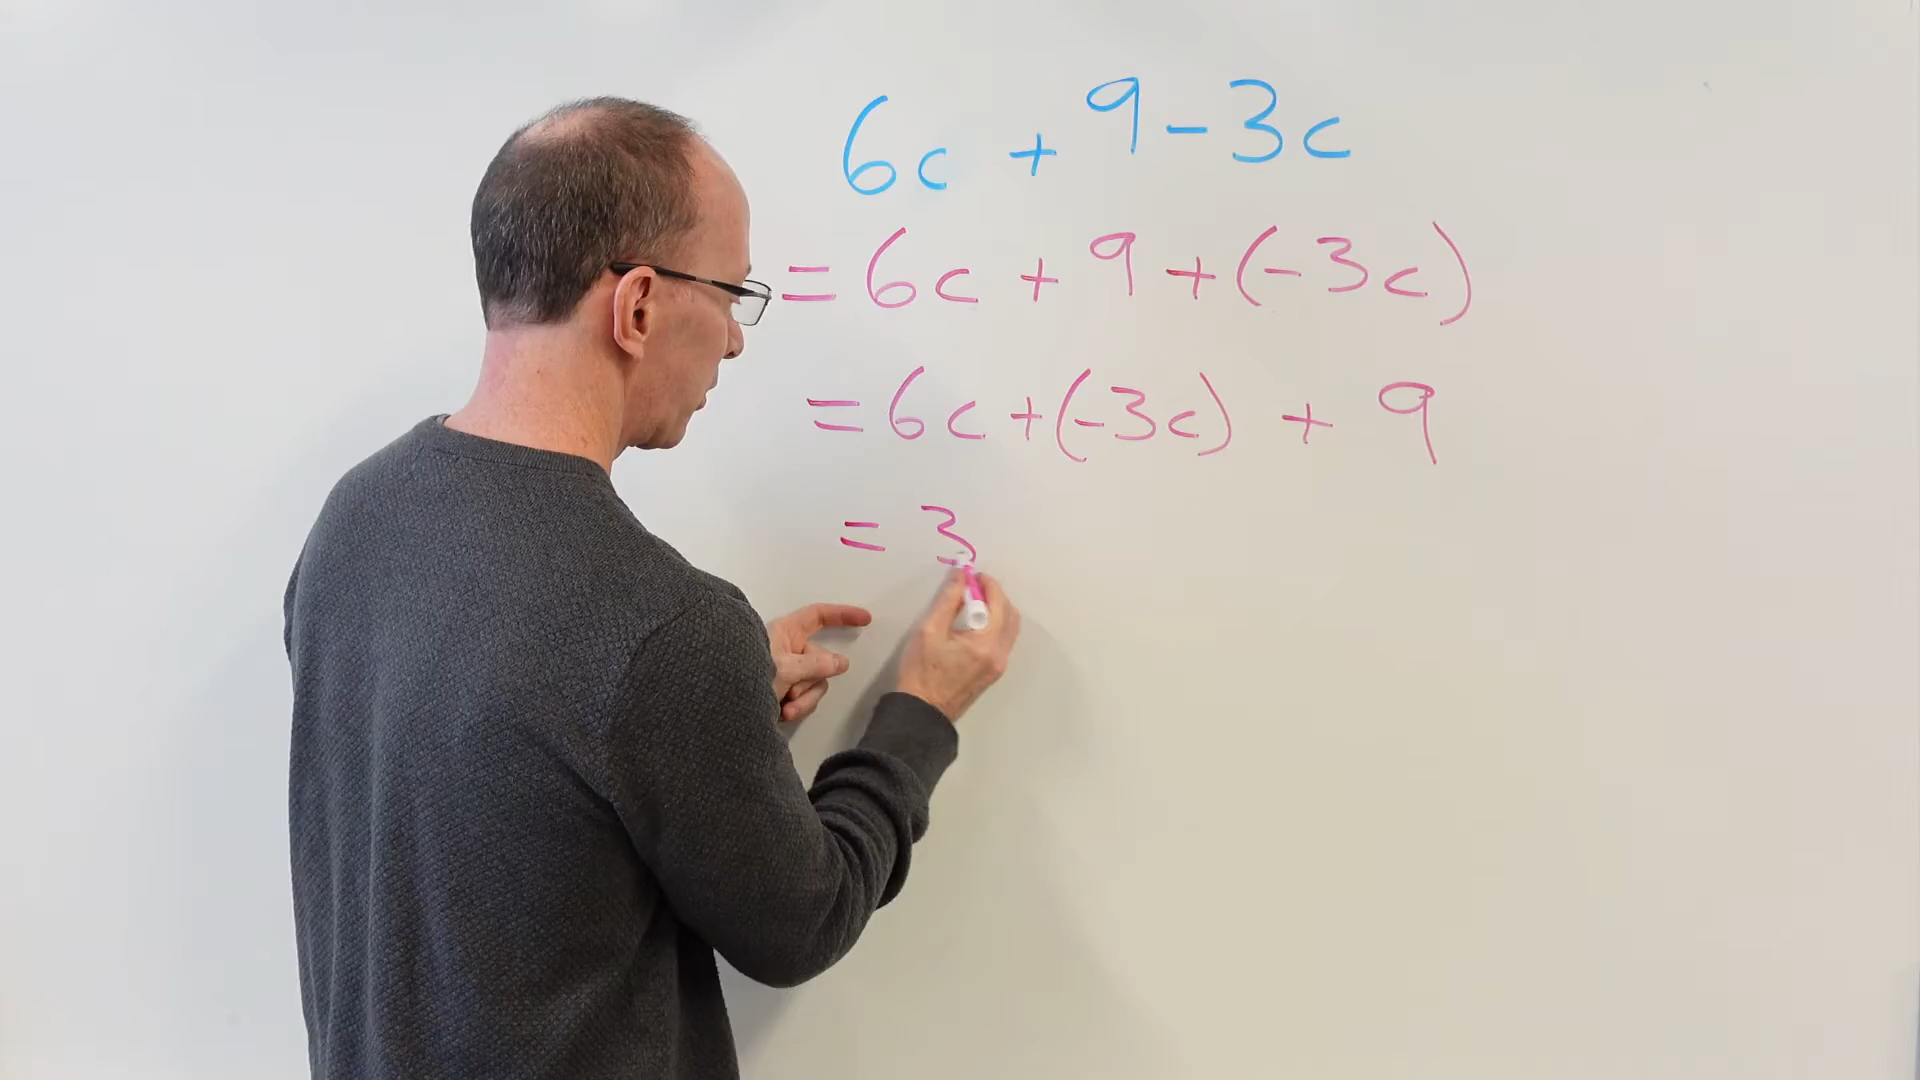 6c + 9 - 3c
= 6c + 9 + (-3c)
= 6c + (-3c) + 9
= 3